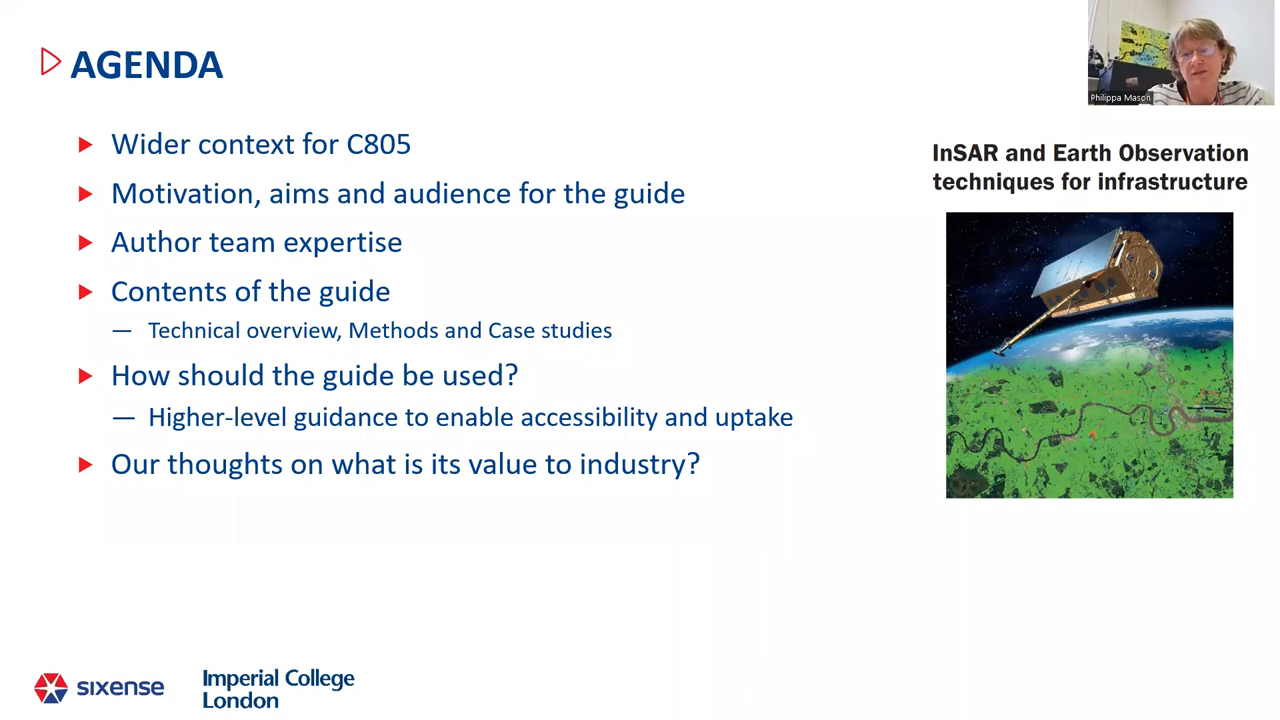 AGENDA
Wider context for C805
Motivation, aims and audience for the guide
Author team expertise
Contents of the guide
— Technical overview, Methods and Case studies
How should the guide be used?
— Higher-level guidance to enable accessibility and uptake
Our thoughts on what is its value to industry?
Philippa Mason
InSAR and Earth Observation
techniques for infrastructure
sixense
Imperial College
London